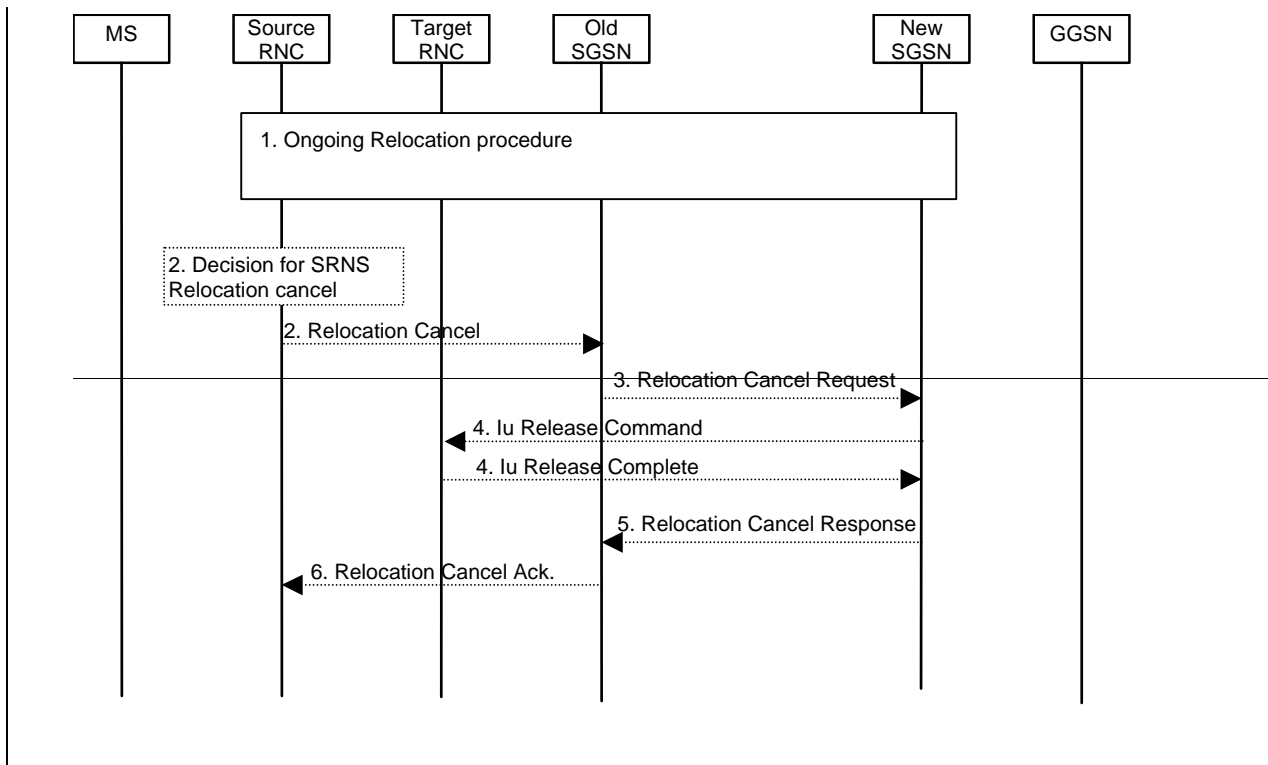 MS
Source
RNC
Target
RNC
Old
SGSN
New
SGSN
GGSN
1. Ongoing Relocation procedure
2. Decision for SRNS
Relocation cancel
2. Relocation Cancel
3. Relocation Cancel Request
4. Iu Release Command
4. Iu Release Complete
5. Relocation Cancel Response
6. Relocation Cancel Ack.